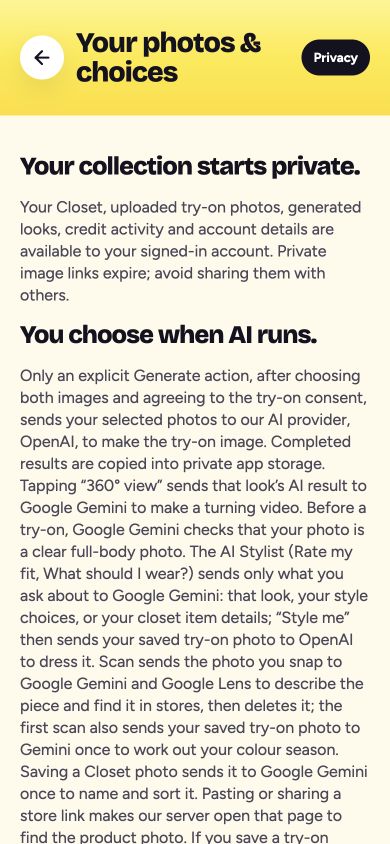 Your photos &
choices
Privacy
Your collection starts private.
Your Closet, uploaded try-on photos, generated
looks, credit activity and account details are
available to your signed-in account. Private
image links expire; avoid sharing them with
others.
You choose when AI runs.
Only an explicit Generate action, after choosing
both images and agreeing to the try-on consent,
sends your selected photos to our AI provider,
OpenAI, to make the try-on image. Completed
results are copied into private app storage.
Tapping “360° view” sends that look’s AI result to
Google Gemini to make a turning video. Before a
try-on, Google Gemini checks that your photo is
a clear full-body photo. The AI Stylist (Rate my
fit, What should I wear?) sends only what you
ask about to Google Gemini: that look, your style
choices, or your closet item details; “Style me”
then sends your saved try-on photo to OpenAI
to dress it. Scan sends the photo you snap to
Google Gemini and Google Lens to describe the
piece and find it in stores, then deletes it; the
first scan also sends your saved try-on photo to
Gemini once to work out your colour season.
Saving a Closet photo sends it to Google Gemini
once to name and sort it. Pasting or sharing a
store link makes our server open that page to
find the product photo. If you save a try-on